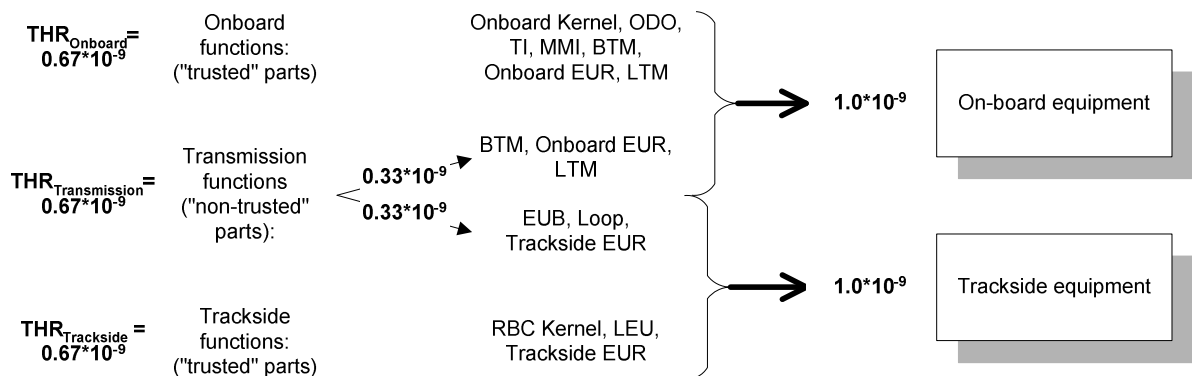 THR_Onboard =
0.67*10⁻⁹
Onboard
functions:
("trusted" parts)
Onboard Kernel, ODO,
TI, MMI, BTM,
Onboard EUR, LTM
1.0*10⁻⁹
On-board equipment
THR_Transmission =
0.67*10⁻⁹
Transmission
functions
("non-trusted"
parts):
0.33*10⁻⁹
0.33*10⁻⁹
BTM, Onboard EUR,
LTM
EUB, Loop,
Trackside EUR
1.0*10⁻⁹
Trackside equipment
THR_Trackside =
0.67*10⁻⁹
Trackside
functions:
("trusted" parts)
RBC Kernel, LEU,
Trackside EUR